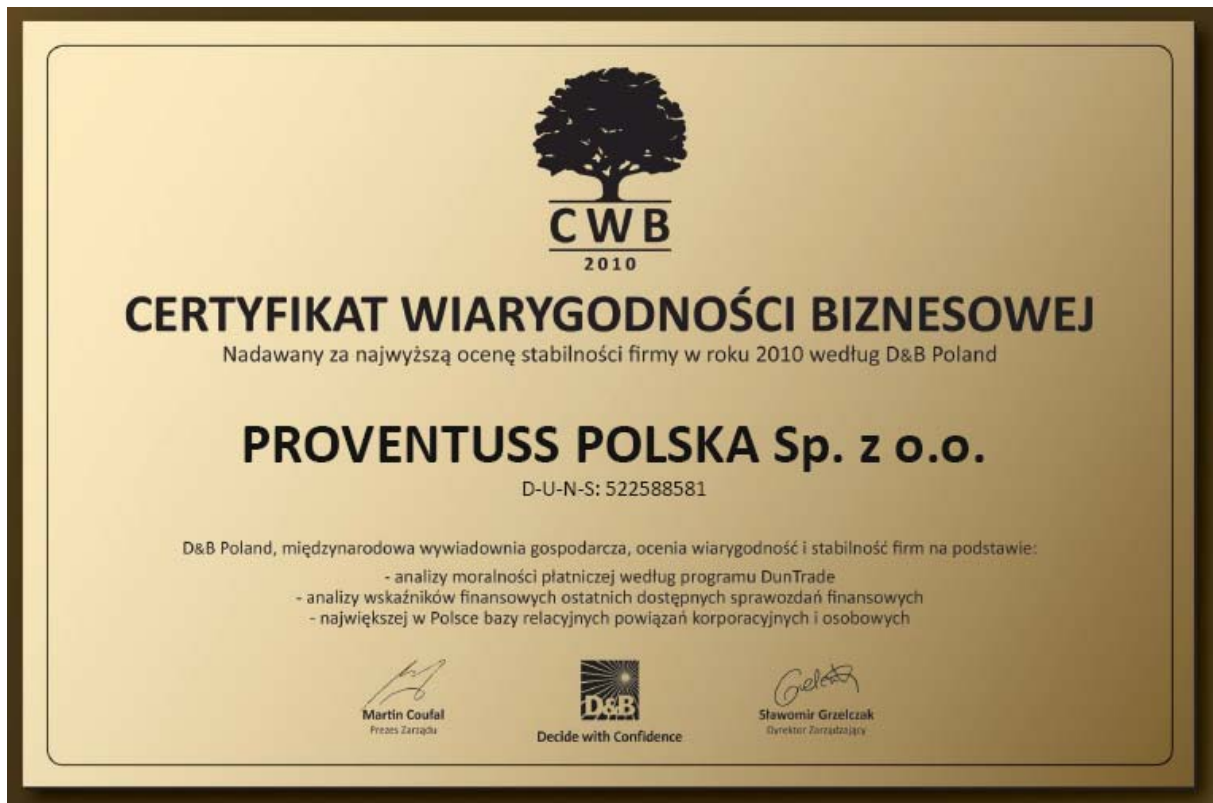 CWB
2010
CERTYFIKAT WIARYGODNOŚCI BIZNESOWEJ
Nadawany za najwyższą ocenę stabilności firmy w roku 2010 według D&B Poland
PROVENTUSS POLSKA Sp. z o.o.
D-U-N-S: 522588581
D&B Poland, międzynarodowa wywiadownia gospodarcza, ocenia wiarygodność i stabilność firm na podstawie:
- analizy moralności płatniczej według programu DunTrade
- analizy wskaźników finansowych ostatnich dostępnych sprawozdań finansowych
- największej w Polsce bazy relacyjnych powiązań korporacyjnych i osobowych
Martin Coufal
Prezes Zarządu
D&B
Decide with Confidence
Sławomir Grzelczak
Dyrektor Zarządzający